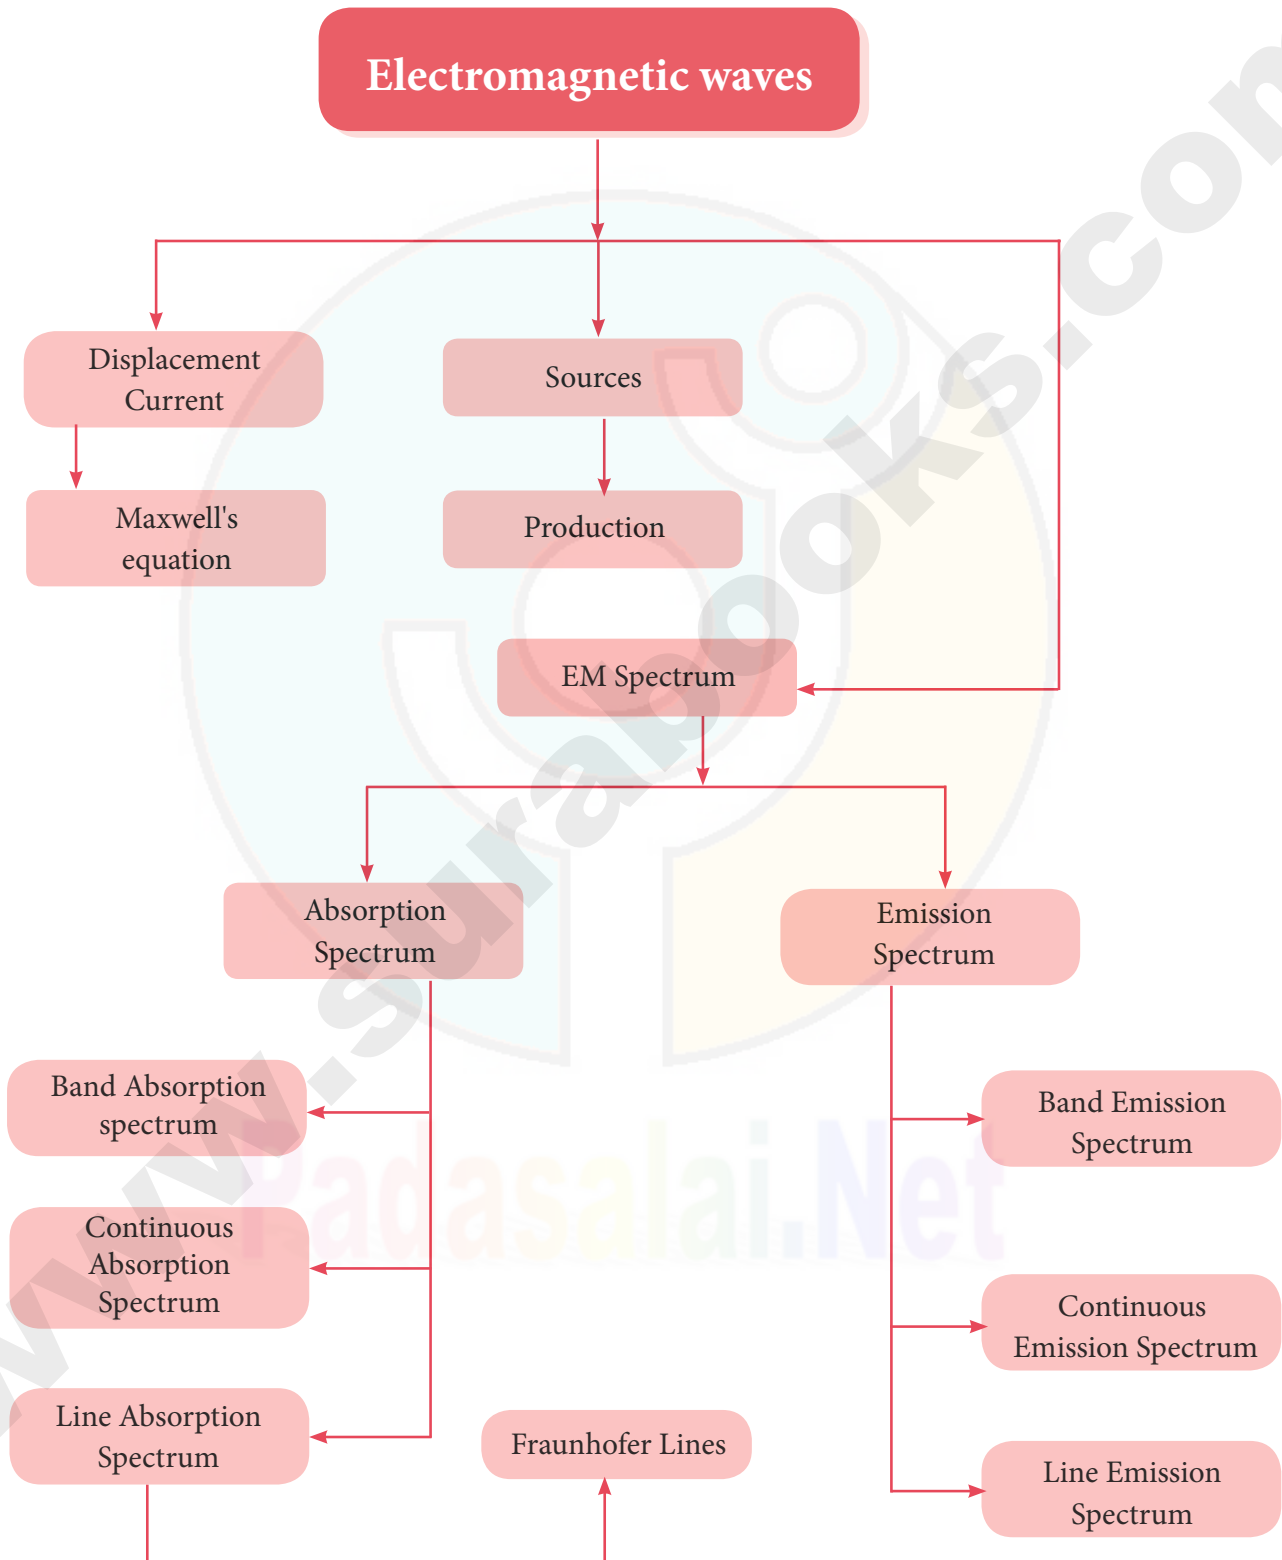 Electromagnetic waves
Displacement
Current
Sources
Maxwell's
equation
Production
EM Spectrum
Absorption
Spectrum
Emission
Spectrum
Band Absorption
spectrum
Band Emission
Spectrum
Continuous
Absorption
Spectrum
Continuous
Emission Spectrum
Line Absorption
Spectrum
Fraunhofer Lines
Line Emission
Spectrum
www.surabooks.com
Padasalai.Net